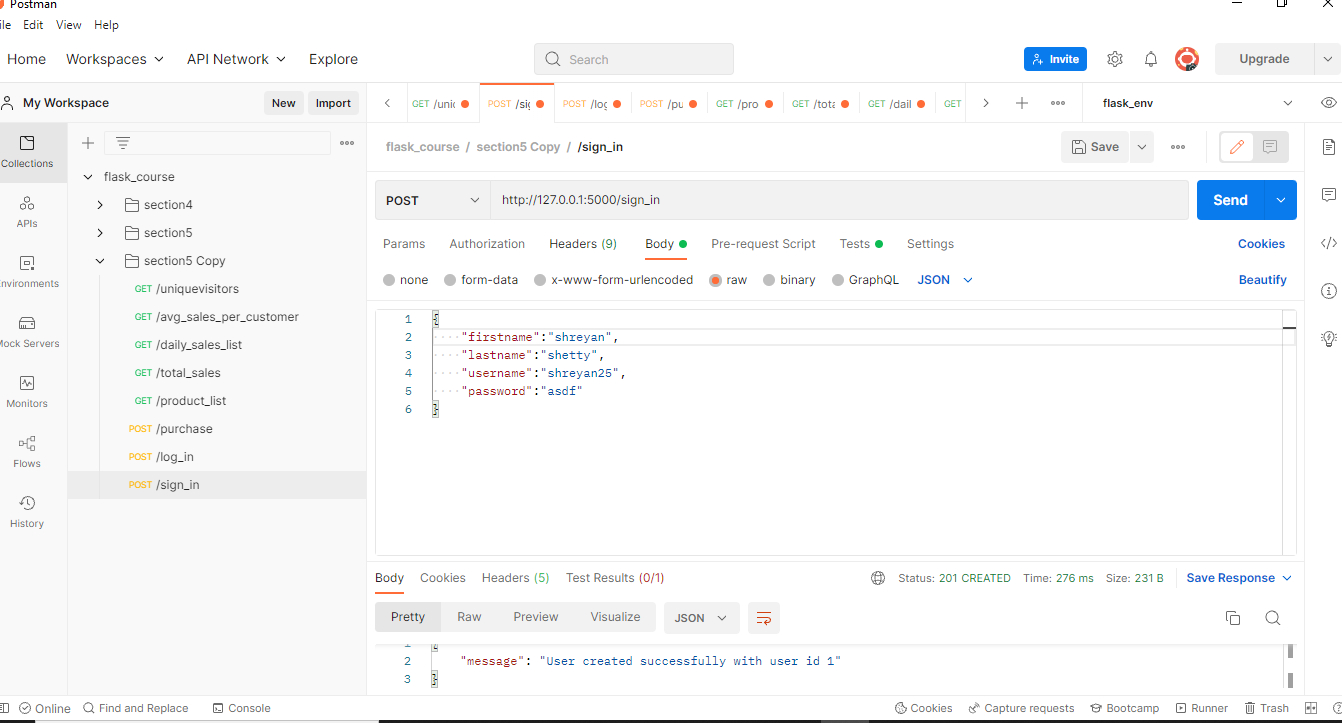 Postman
File Edit View Help
Home Workspaces API Network Explore
Search
Invite
Upgrade
My Workspace
New Import
GET /unic POST /sig POST /log POST /pu GET /pro GET /tota GET /dail GET
flask_env
Collections
APIs
Environments
Mock Servers
Monitors
Flows
History
flask_course
section4
section5
section5 Copy
GET /uniquevisitors
GET /avg_sales_per_customer
GET /daily_sales_list
GET /total_sales
GET /product_list
POST /purchase
POST /log_in
POST /sign_in
flask_course / section5 Copy / /sign_in
Save
POST http://127.0.0.1:5000/sign_in
Send
Params Authorization Headers (9) Body Pre-request Script Tests Settings
Cookies
none form-data x-www-form-urlencoded raw binary GraphQL JSON
Beautify
1 {
2 "firstname":"shreyan",
3 "lastname":"shetty",
4 "username":"shreyan25",
5 "password":"asdf"
6 }
Body Cookies Headers (5) Test Results (0/1)
Status: 201 CREATED Time: 276 ms Size: 231 B Save Response
Pretty Raw Preview Visualize JSON
1 {
2 "message": "User created successfully with user id 1"
3 }
Online Find and Replace Console
Cookies Capture requests Bootcamp Runner Trash